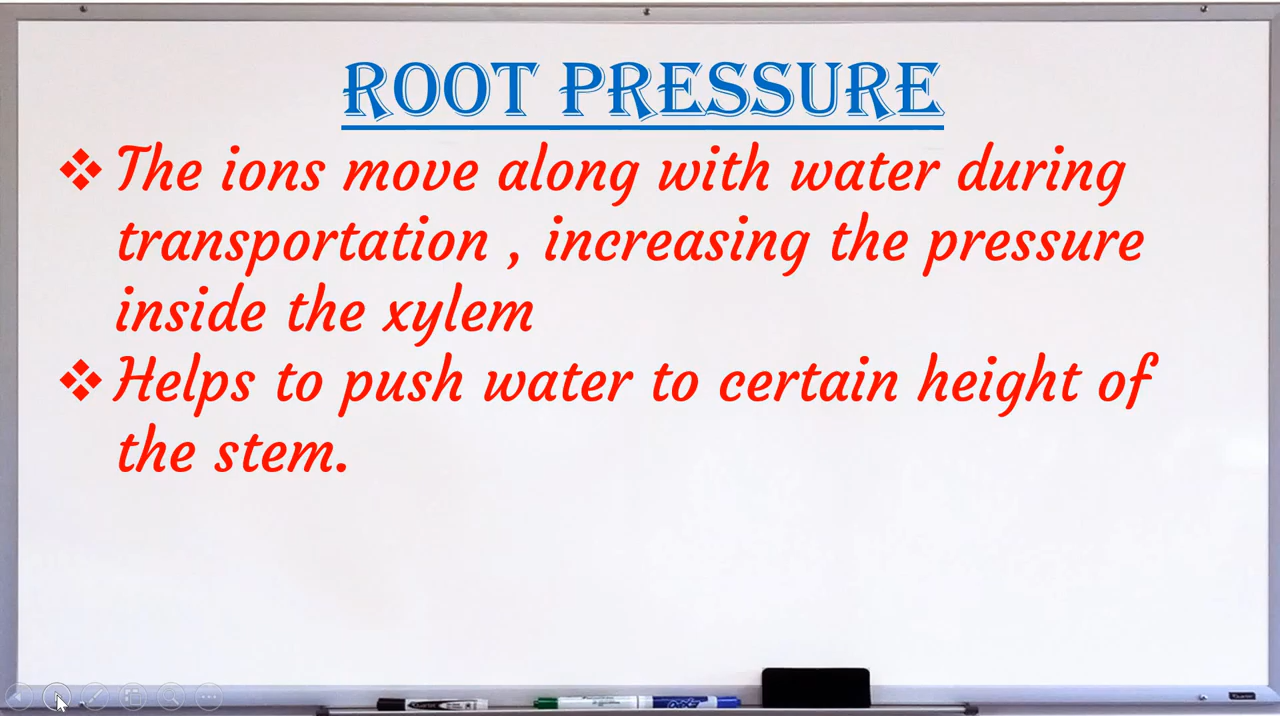 ROOT PRESSURE
❖ The ions move along with water during
transportation , increasing the pressure
inside the xylem
❖ Helps to push water to certain height of
the stem.